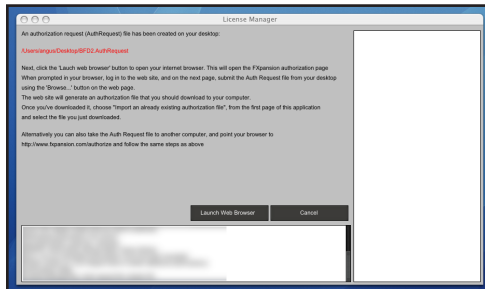 License Manager
An authorization request (AuthRequest) file has been created on your desktop:
/Users/angus/Desktop/BFD2.AuthRequest
Next, click the 'Lauch web browser' button to open your internet browser. This will open the FXpansion authorization page
When prompted in your browser, log in to the web site, and on the next page, submit the Auth Request file from your desktop
using the 'Browse...' button on the web page.
The web site will generate an authorization file that you should download to your computer.
Once you've downloaded it, choose "Import an already existing authorization file", from the first page of this application
and select the file you just downloaded.
Alternatively you can also take the Auth Request file to another computer, and point your browser to
http://www.fxpansion.com/authorize and follow the same steps as above
Launch Web Browser
Cancel